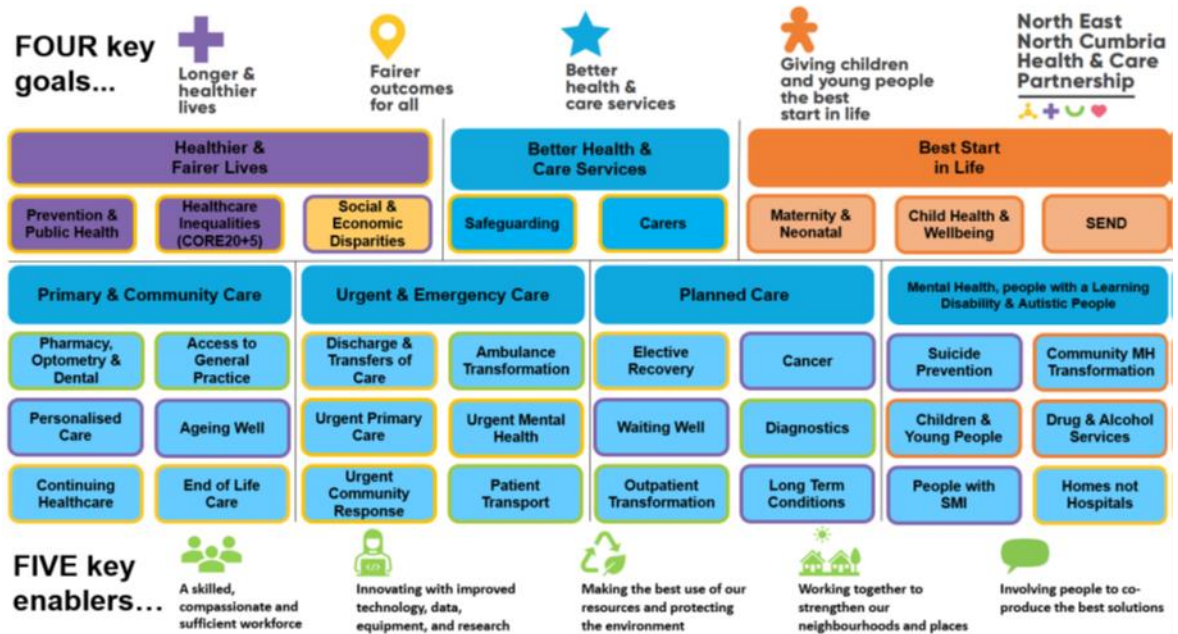 FOUR key
goals...
Longer &
healthier
lives
Fairer
outcomes
for all
Better
health &
care services
Giving children
and young people
the best
start in life
North East
North Cumbria
Health & Care
Partnership
Healthier &
Fairer Lives
Better Health &
Care Services
Best Start
in Life
Prevention &
Public Health
Healthcare
Inequalities
(CORE20+5)
Social &
Economic
Disparities
Safeguarding
Carers
Maternity &
Neonatal
Child Health &
Wellbeing
SEND
Primary & Community Care
Urgent & Emergency Care
Planned Care
Mental Health, people with a Learning
Disability & Autistic People
Pharmacy,
Optometry &
Dental
Access to
General
Practice
Discharge &
Transfers of
Care
Ambulance
Transformation
Elective
Recovery
Cancer
Suicide
Prevention
Community MH
Transformation
Personalised
Care
Ageing Well
Urgent Primary
Care
Urgent Mental
Health
Waiting Well
Diagnostics
Children &
Young People
Drug & Alcohol
Services
Continuing
Healthcare
End of Life
Care
Urgent
Community
Response
Patient
Transport
Outpatient
Transformation
Long Term
Conditions
People with
SMI
Homes not
Hospitals
FIVE key
enablers...
A skilled,
compassionate and
sufficient workforce
Innovating with improved
technology, data,
equipment, and research
Making the best use of our
resources and protecting
the environment
Working together to
strengthen our
neighbourhoods and places
Involving people to co-
produce the best solutions